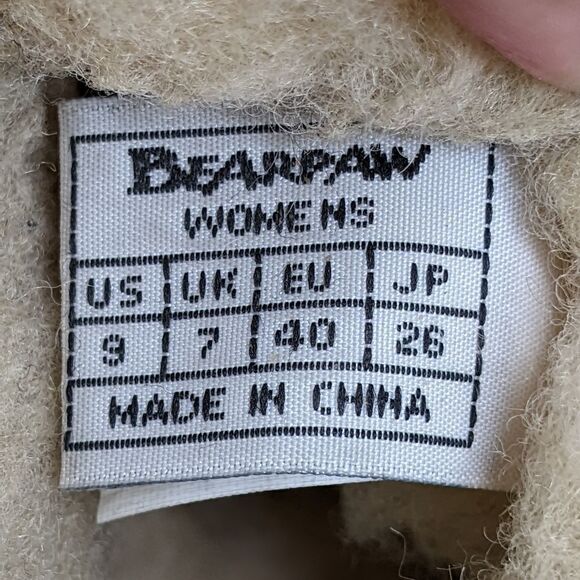 BEARPAW
WOMENS
US UK EU JP
9 7 40 26
MADE IN CHINA